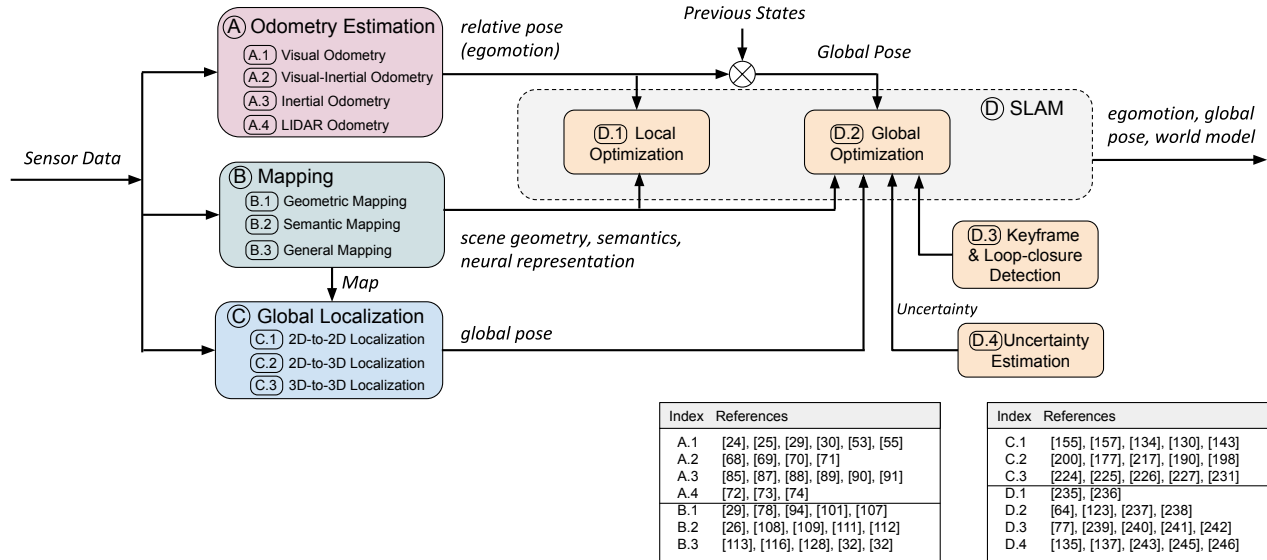 Previous States
A Odometry Estimation
A.1 Visual Odometry
A.2 Visual-Inertial Odometry
A.3 Inertial Odometry
A.4 LIDAR Odometry
relative pose
(egomotion)
Global Pose
D SLAM
D.1 Local
Optimization
D.2 Global
Optimization
egomotion, global
pose, world model
Sensor Data
B Mapping
B.1 Geometric Mapping
B.2 Semantic Mapping
B.3 General Mapping
scene geometry, semantics,
neural representation
D.3 Keyframe
& Loop-closure
Detection
Map
C Global Localization
C.1 2D-to-2D Localization
C.2 2D-to-3D Localization
C.3 3D-to-3D Localization
global pose
Uncertainty
D.4 Uncertainty
Estimation
Index References
A.1 [24], [25], [29], [30], [53], [55]
A.2 [68], [69], [70], [71]
A.3 [85], [87], [88], [89], [90], [91]
A.4 [72], [73], [74]
B.1 [29], [78], [94], [101], [107]
B.2 [26], [108], [109], [111], [112]
B.3 [113], [116], [128], [32], [32]
Index References
C.1 [155], [157], [134], [130], [143]
C.2 [200], [177], [217], [190], [198]
C.3 [224], [225], [226], [227], [231]
D.1 [235], [236]
D.2 [64], [123], [237], [238]
D.3 [77], [239], [240], [241], [242]
D.4 [135], [137], [243], [245], [246]